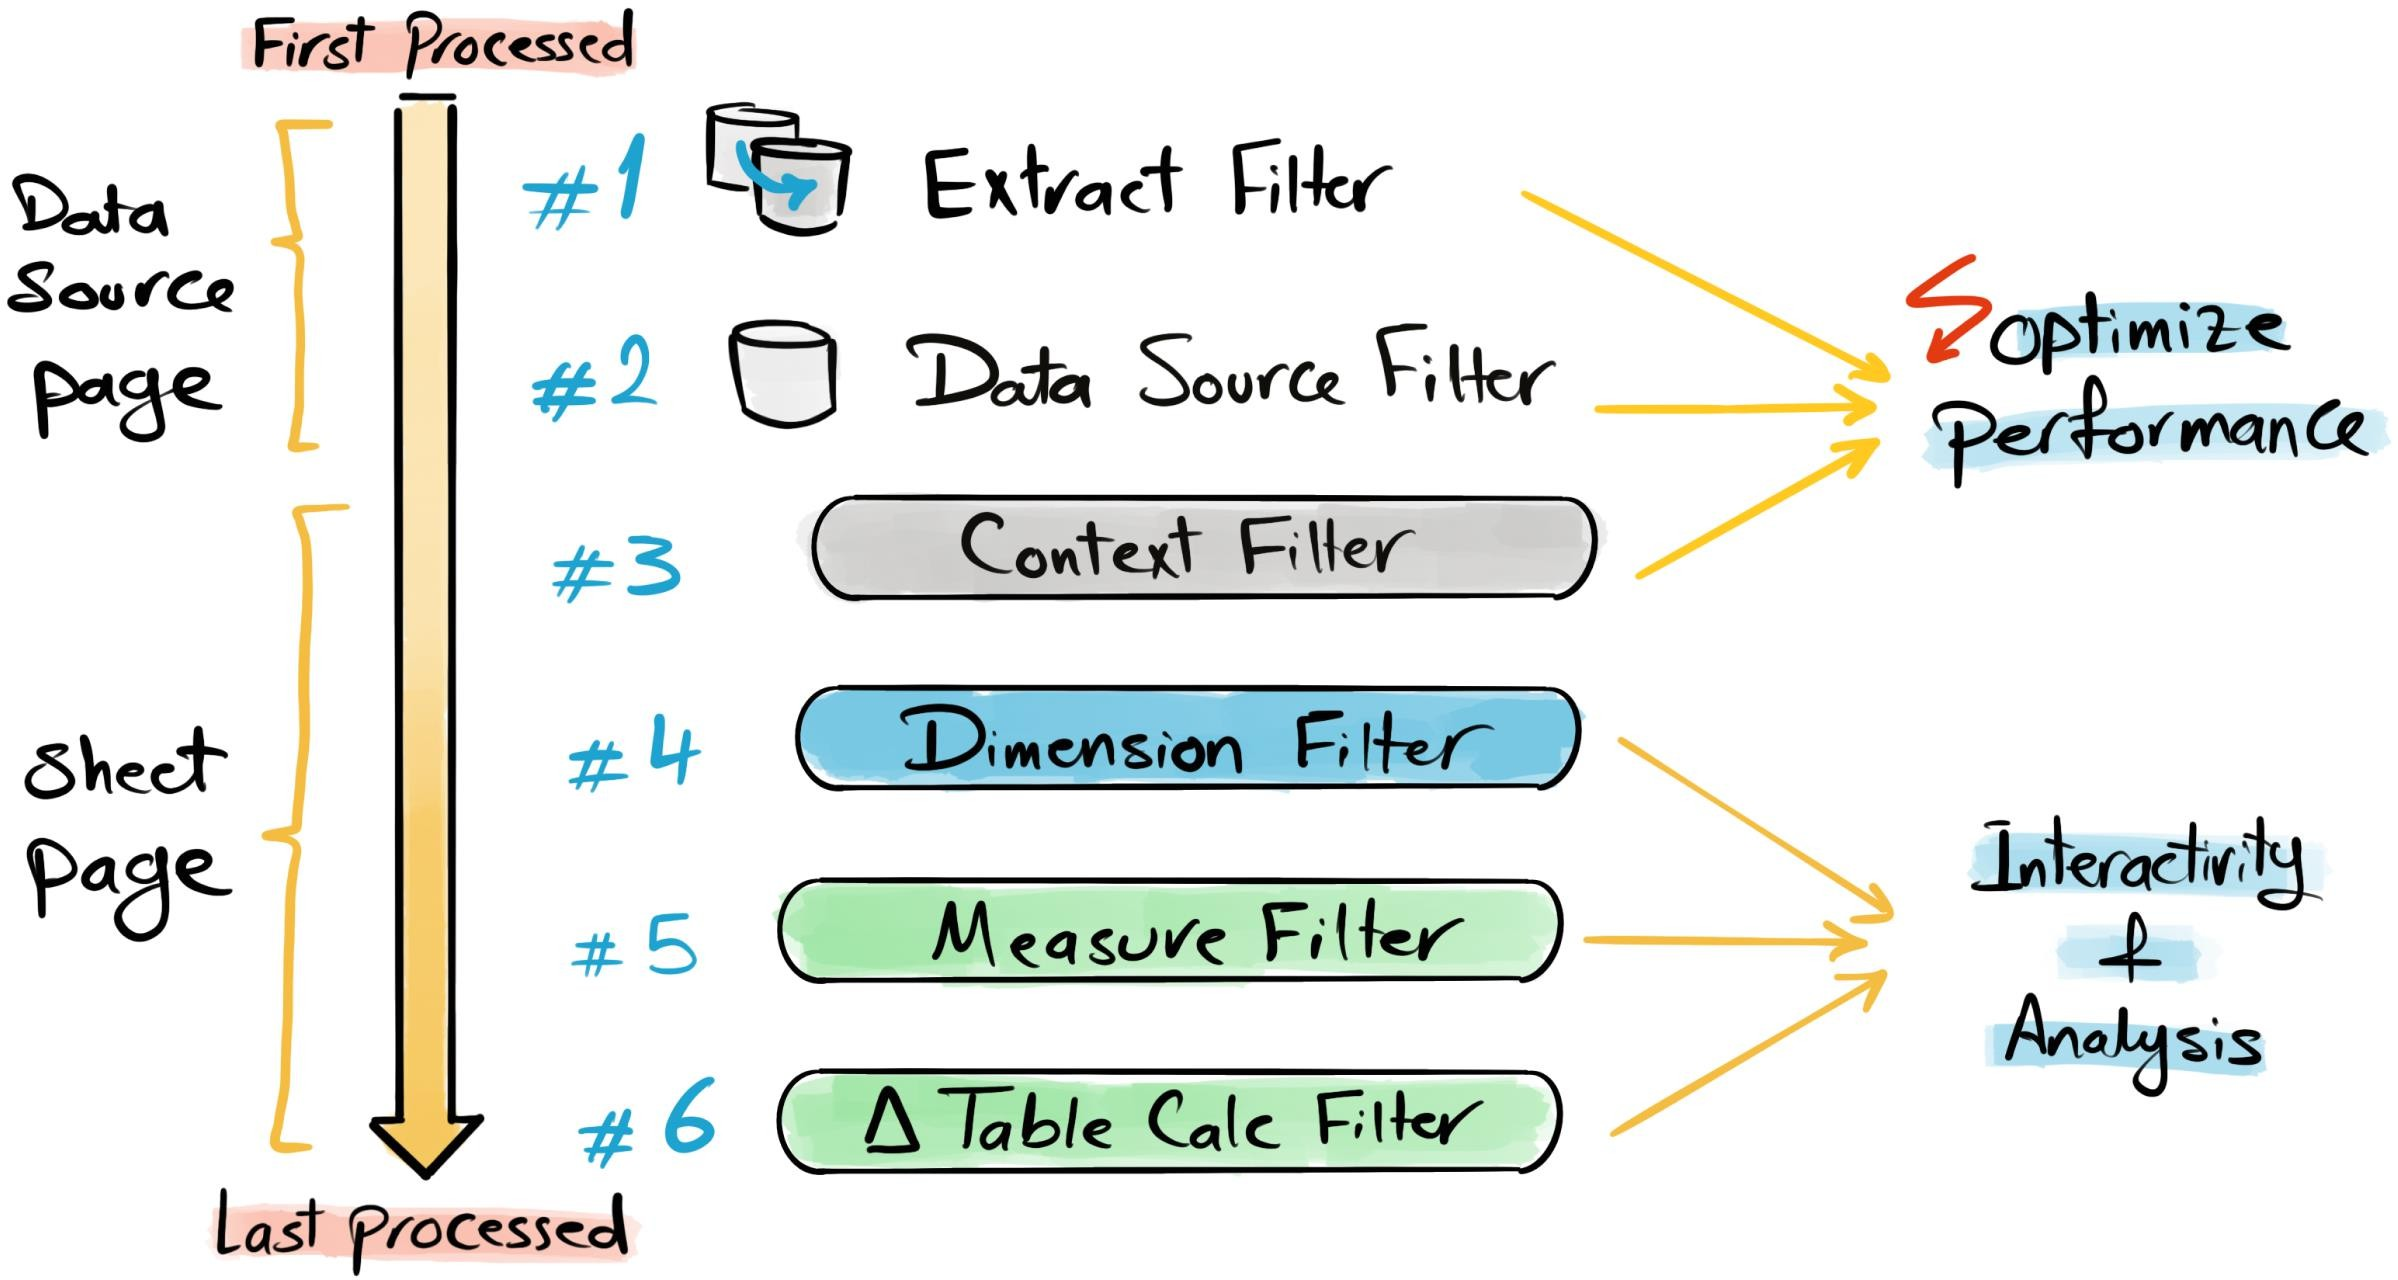 First Processed
Data
Source
Page
#1 Extract Filter
#2 Data Source Filter
Optimize
Performance
#3 Context Filter
Sheet
Page
#4 Dimension Filter
#5 Measure Filter
#6 Δ Table Calc Filter
Interactivity
&
Analysis
Last Processed